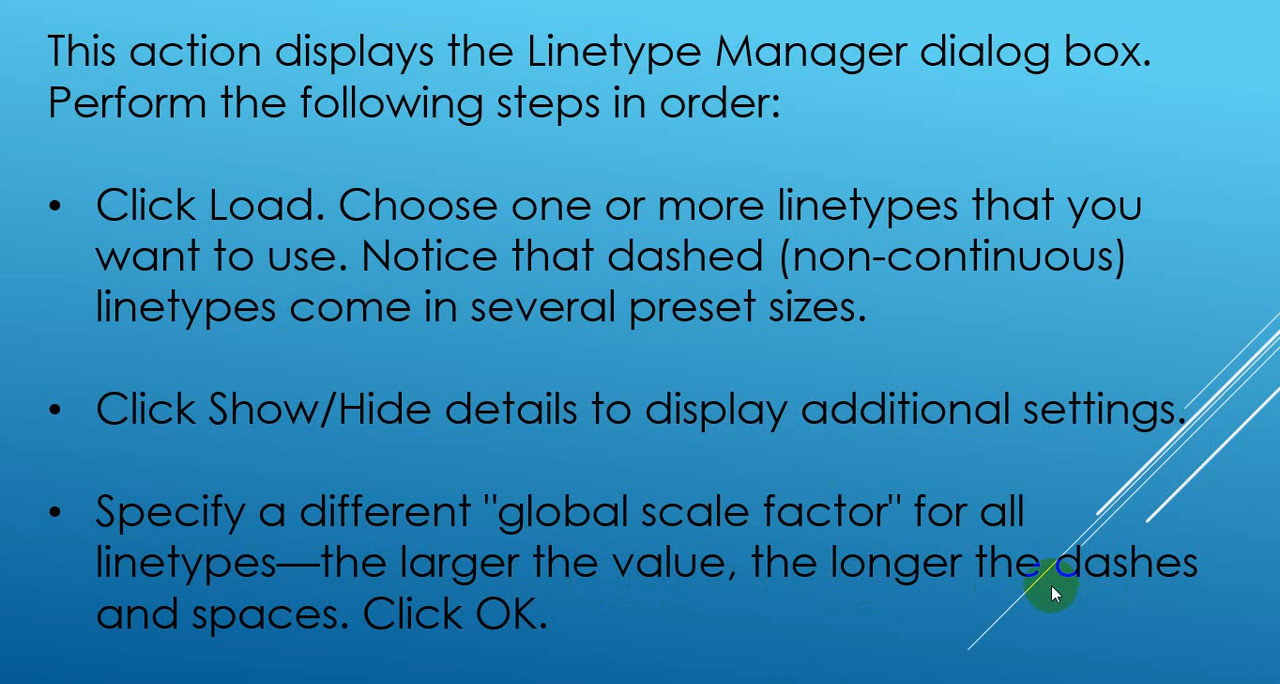 This action displays the Linetype Manager dialog box.
Perform the following steps in order:
• Click Load. Choose one or more linetypes that you
want to use. Notice that dashed (non-continuous)
linetypes come in several preset sizes.
• Click Show/Hide details to display additional settings.
• Specify a different "global scale factor" for all
linetypes—the larger the value, the longer the dashes
and spaces. Click OK.